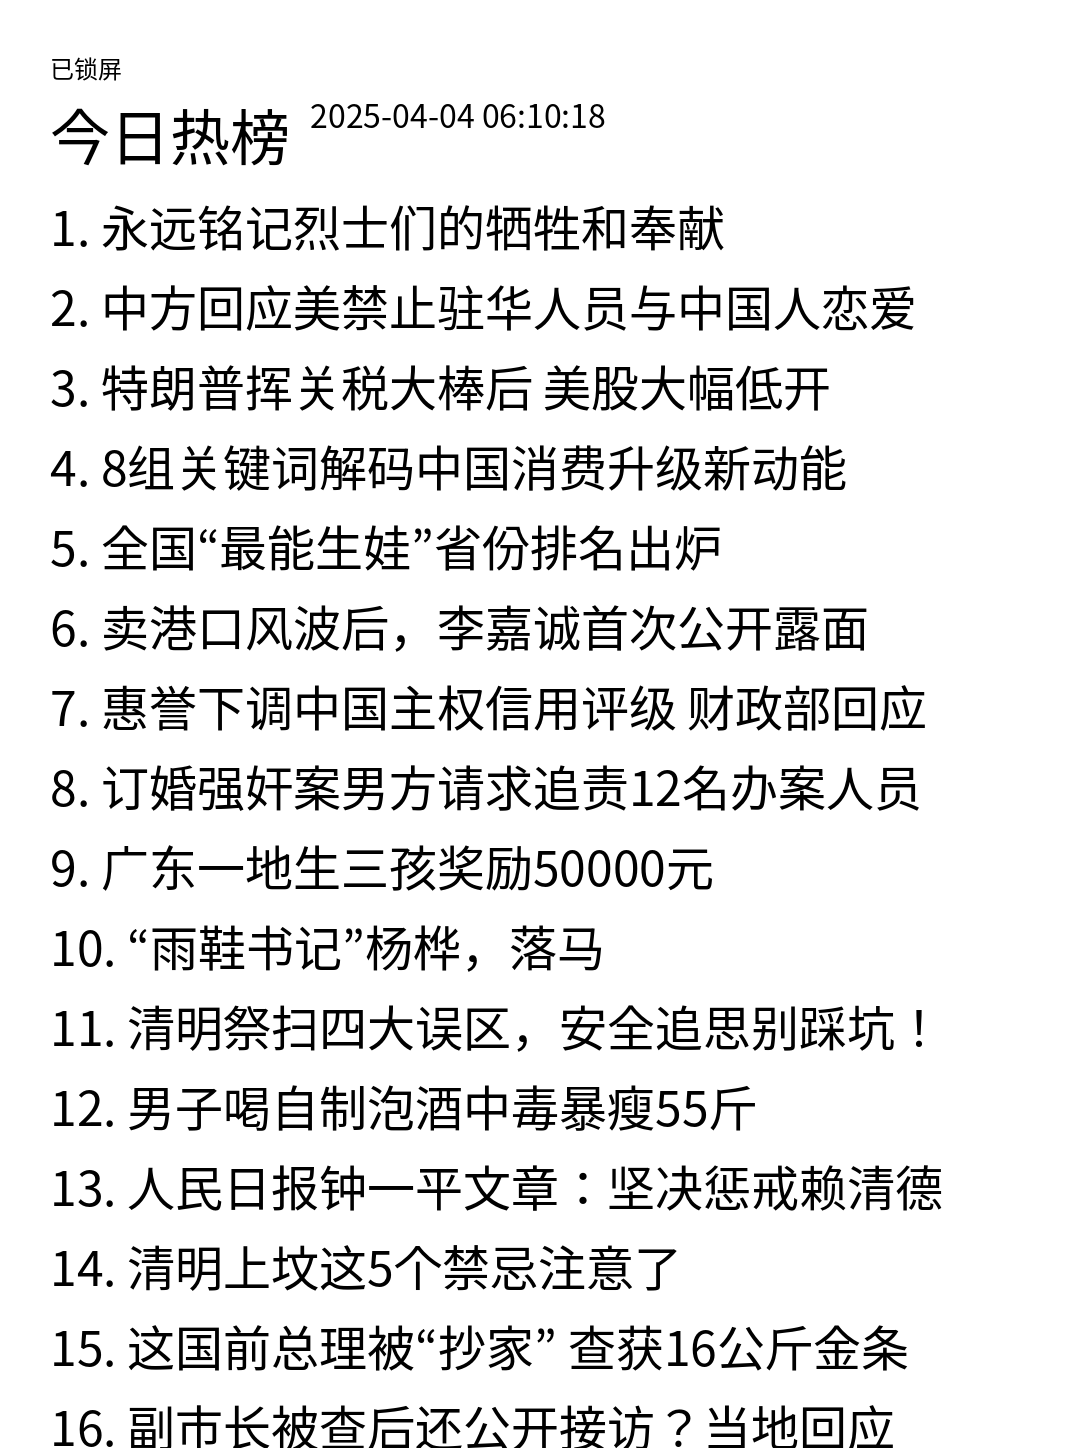 已锁屏
今日热榜 2025-04-04 06:10:18
1. 永远铭记烈士们的牺牲和奉献
2. 中方回应美禁止驻华人员与中国人恋爱
3. 特朗普挥关税大棒后 美股大幅低开
4. 8组关键词解码中国消费升级新动能
5. 全国“最能生娃”省份排名出炉
6. 卖港口风波后，李嘉诚首次公开露面
7. 惠誉下调中国主权信用评级 财政部回应
8. 订婚强奸案男方请求追责12名办案人员
9. 广东一地生三孩奖励50000元
10. “雨鞋书记”杨桦，落马
11. 清明祭扫四大误区，安全追思别踩坑！
12. 男子喝自制泡酒中毒暴瘦55斤
13. 人民日报钟一平文章：坚决惩戒赖清德
14. 清明上坟这5个禁忌注意了
15. 这国前总理被“抄家” 查获16公斤金条
16. 副市长被查后还公开接访？当地回应